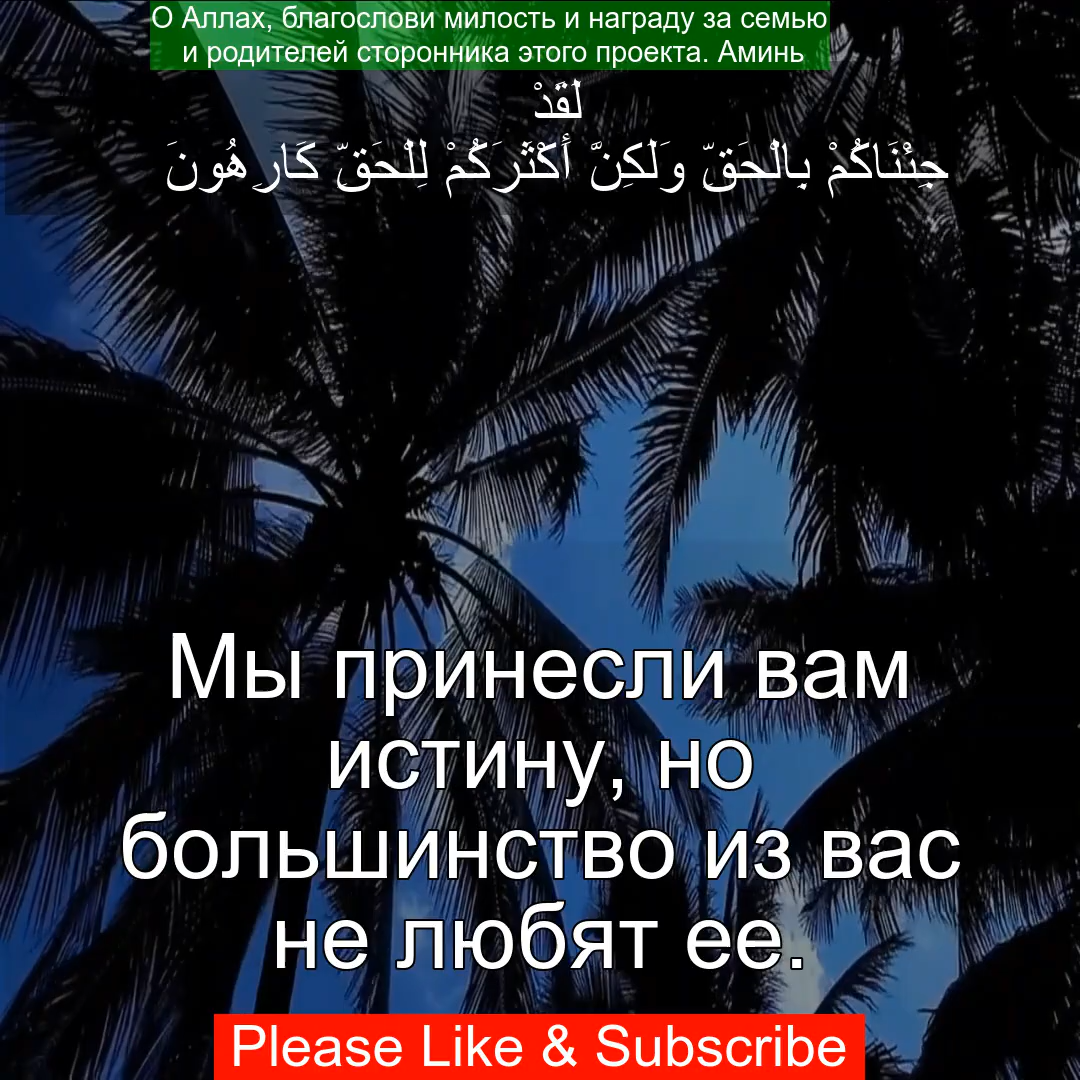 О Аллах, благослови милость и награду за семью
и родителей сторонника этого проекта. Аминь
لَقَدْ
جِئْنَاكُمْ بِالْحَقِّ وَلَكِنَّ أَكْثَرَكُمْ لِلْحَقِّ كَارِهُونَ
Мы принесли вам
истину, но
большинство из вас
не любят ее.
Please Like & Subscribe